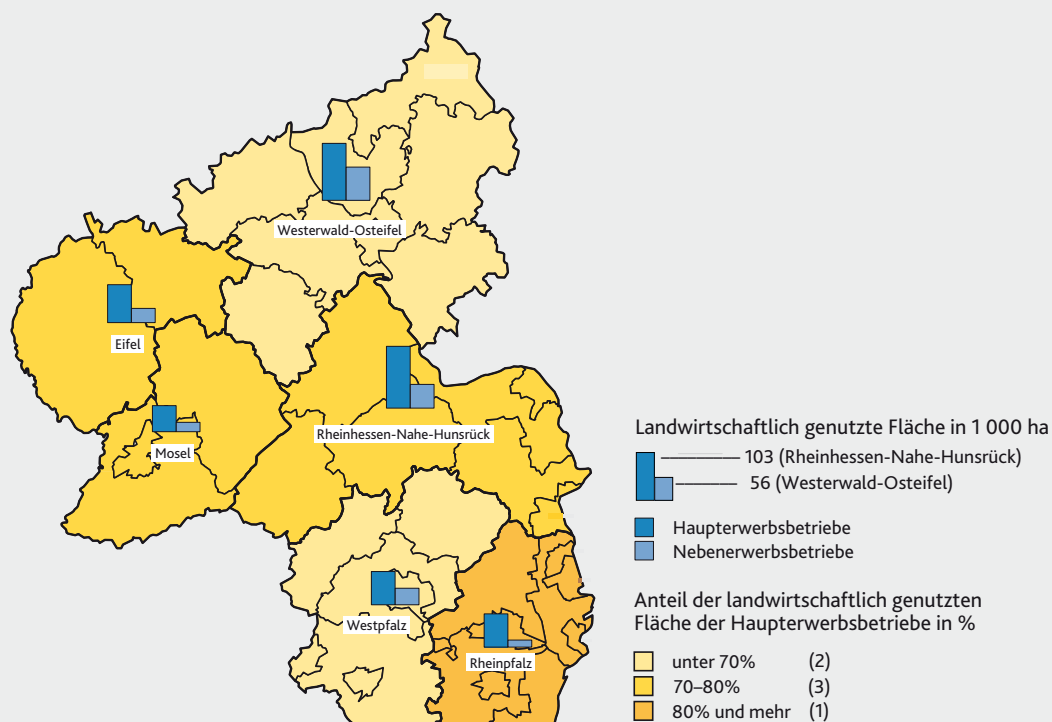 Westerwald-Osteifel
Eifel
Rheinhessen-Nahe-Hunsrück
Mosel
Westpfalz
Rheinpfalz
Landwirtschaftlich genutzte Fläche in 1 000 ha
103 (Rheinhessen-Nahe-Hunsrück)
56 (Westerwald-Osteifel)
Haupterwerbsbetriebe
Nebenerwerbsbetriebe
Anteil der landwirtschaftlich genutzten
Fläche der Haupterwerbsbetriebe in %
unter 70% (2)
70–80% (3)
80% und mehr (1)